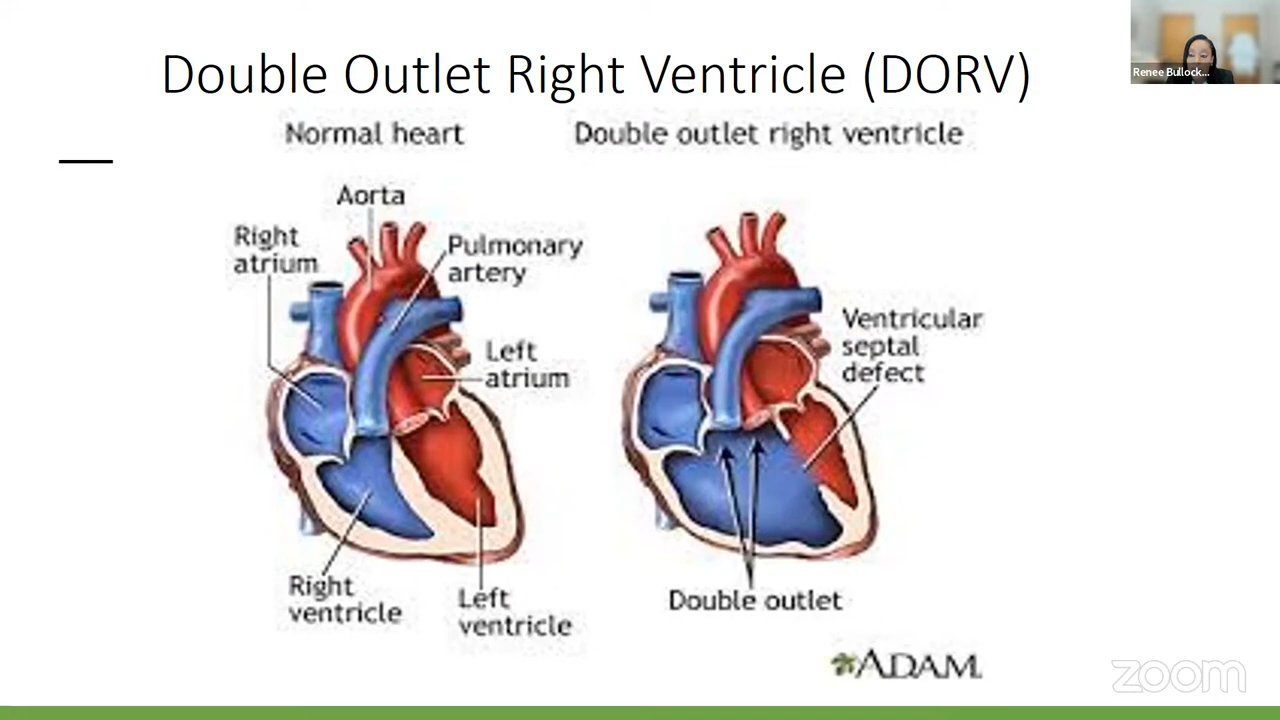 Double Outlet Right Ventricle (DORV)
Renee Bullock...
Normal heart
Double outlet right ventricle
Aorta
Right
atrium
Pulmonary
artery
Left
atrium
Right
ventricle
Left
ventricle
Ventricular
septal
defect
Double outlet
ADAM.
zoom